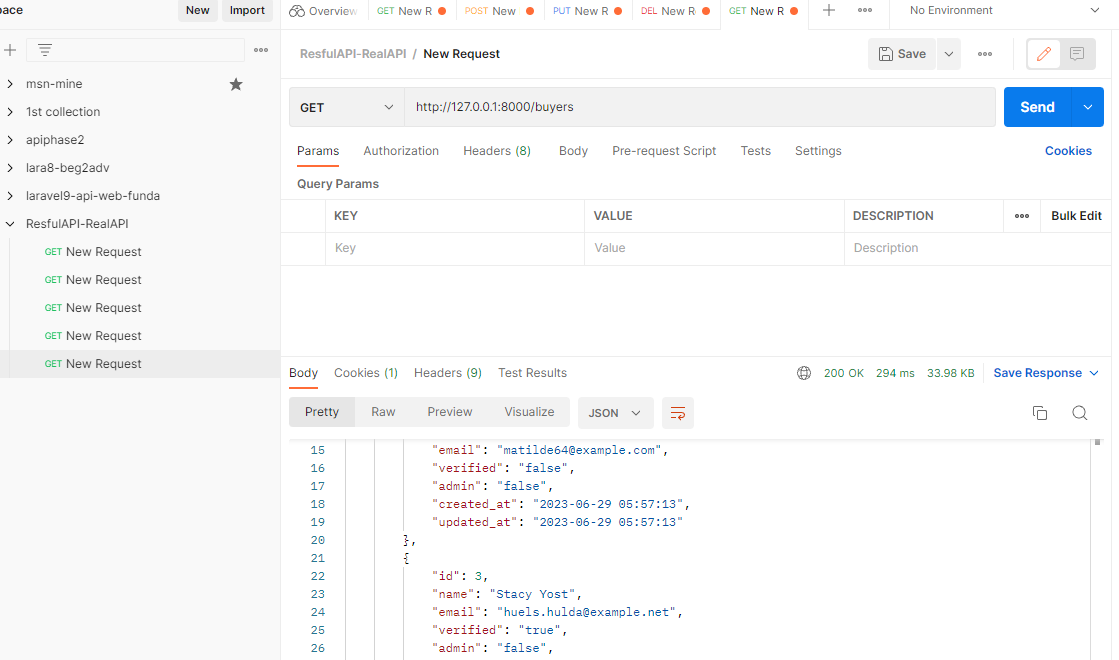 pace New Import Overview GET New R POST New PUT New R DEL New R GET New R No Environment
ResfulAPI-RealAPI / New Request Save
msn-mine
1st collection
apiphase2
lara8-beg2adv
laravel9-api-web-funda
ResfulAPI-RealAPI
GET New Request
GET New Request
GET New Request
GET New Request
GET New Request
GET http://127.0.0.1:8000/buyers Send
Params Authorization Headers (8) Body Pre-request Script Tests Settings Cookies
Query Params
KEY VALUE DESCRIPTION Bulk Edit
Key Value Description
Body Cookies (1) Headers (9) Test Results 200 OK 294 ms 33.98 KB Save Response
Pretty Raw Preview Visualize JSON
15 "email": "matilde64@example.com",
16 "verified": "false",
17 "admin": "false",
18 "created_at": "2023-06-29 05:57:13",
19 "updated_at": "2023-06-29 05:57:13"
20 },
21 {
22 "id": 3,
23 "name": "Stacy Yost",
24 "email": "huels.hulda@example.net",
25 "verified": "true",
26 "admin": "false",